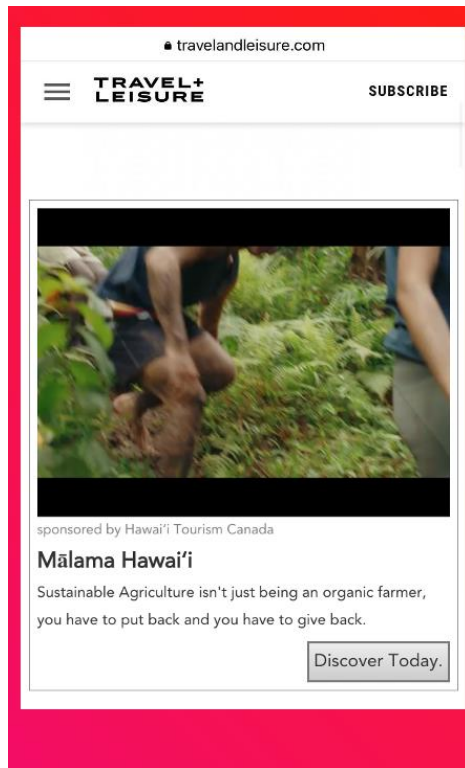 travelandleisure.com
TRAVEL+
LEISURE
SUBSCRIBE
sponsored by Hawai‘i Tourism Canada
Mālama Hawai‘i
Sustainable Agriculture isn't just being an organic farmer,
you have to put back and you have to give back.
Discover Today.